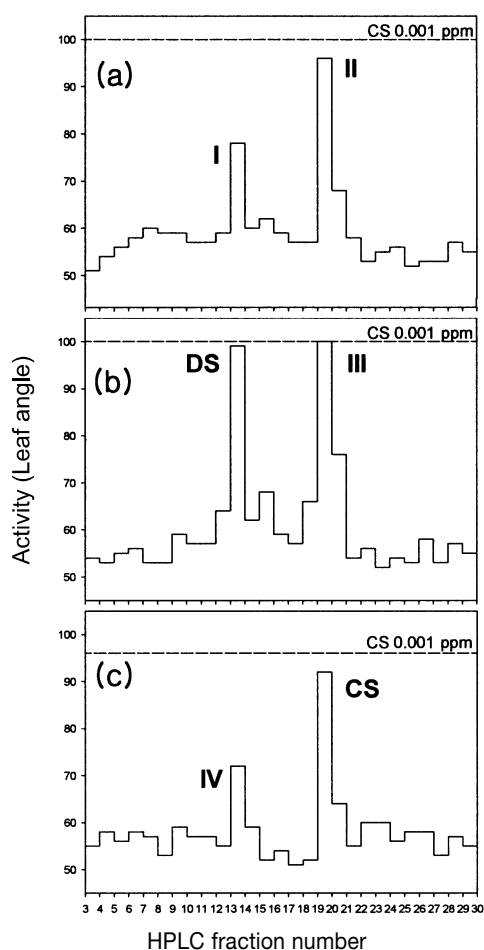 CS 0.001 ppm
100
(a)
II
90
80
I
70
60
50
CS 0.001 ppm
100
DS III
(b)
90
80
70
60
50
CS 0.001 ppm
100
(c)
90
CS
80
IV
70
60
50
3 4 5 6 7 8 9 10 11 12 13 14 15 16 17 18 19 20 21 22 23 24 25 26 27 28 29 30
HPLC fraction number
Activity (Leaf angle)